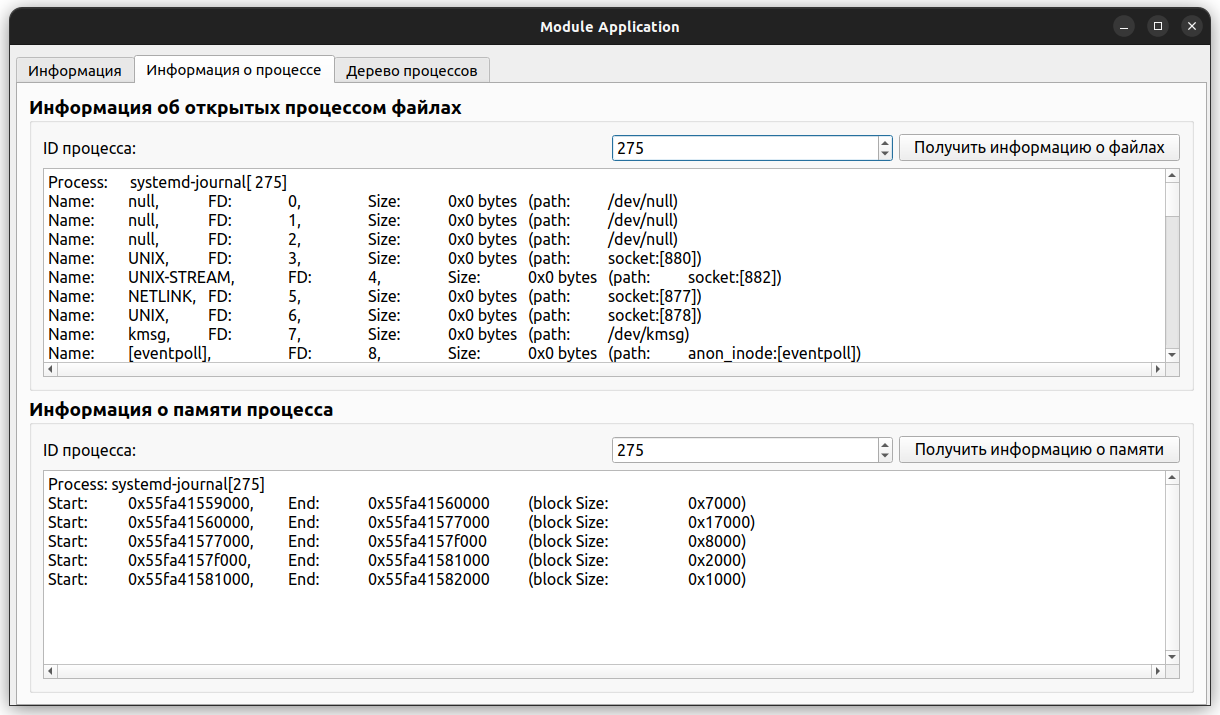 Module Application
Информация Информация о процессе Дерево процессов
Информация об открытых процессом файлах
ID процесса: 275 Получить информацию о файлах
Process: systemd-journal[ 275]
Name: null, FD: 0, Size: 0x0 bytes (path: /dev/null)
Name: null, FD: 1, Size: 0x0 bytes (path: /dev/null)
Name: null, FD: 2, Size: 0x0 bytes (path: /dev/null)
Name: UNIX, FD: 3, Size: 0x0 bytes (path: socket:[880])
Name: UNIX-STREAM, FD: 4, Size: 0x0 bytes (path: socket:[882])
Name: NETLINK, FD: 5, Size: 0x0 bytes (path: socket:[877])
Name: UNIX, FD: 6, Size: 0x0 bytes (path: socket:[878])
Name: kmsg, FD: 7, Size: 0x0 bytes (path: /dev/kmsg)
Name: [eventpoll], FD: 8, Size: 0x0 bytes (path: anon_inode:[eventpoll])
Информация о памяти процесса
ID процесса: 275 Получить информацию о памяти
Process: systemd-journal[275]
Start: 0x55fa41559000, End: 0x55fa41560000 (block Size: 0x7000)
Start: 0x55fa41560000, End: 0x55fa41577000 (block Size: 0x17000)
Start: 0x55fa41577000, End: 0x55fa4157f000 (block Size: 0x8000)
Start: 0x55fa4157f000, End: 0x55fa41581000 (block Size: 0x2000)
Start: 0x55fa41581000, End: 0x55fa41582000 (block Size: 0x1000)